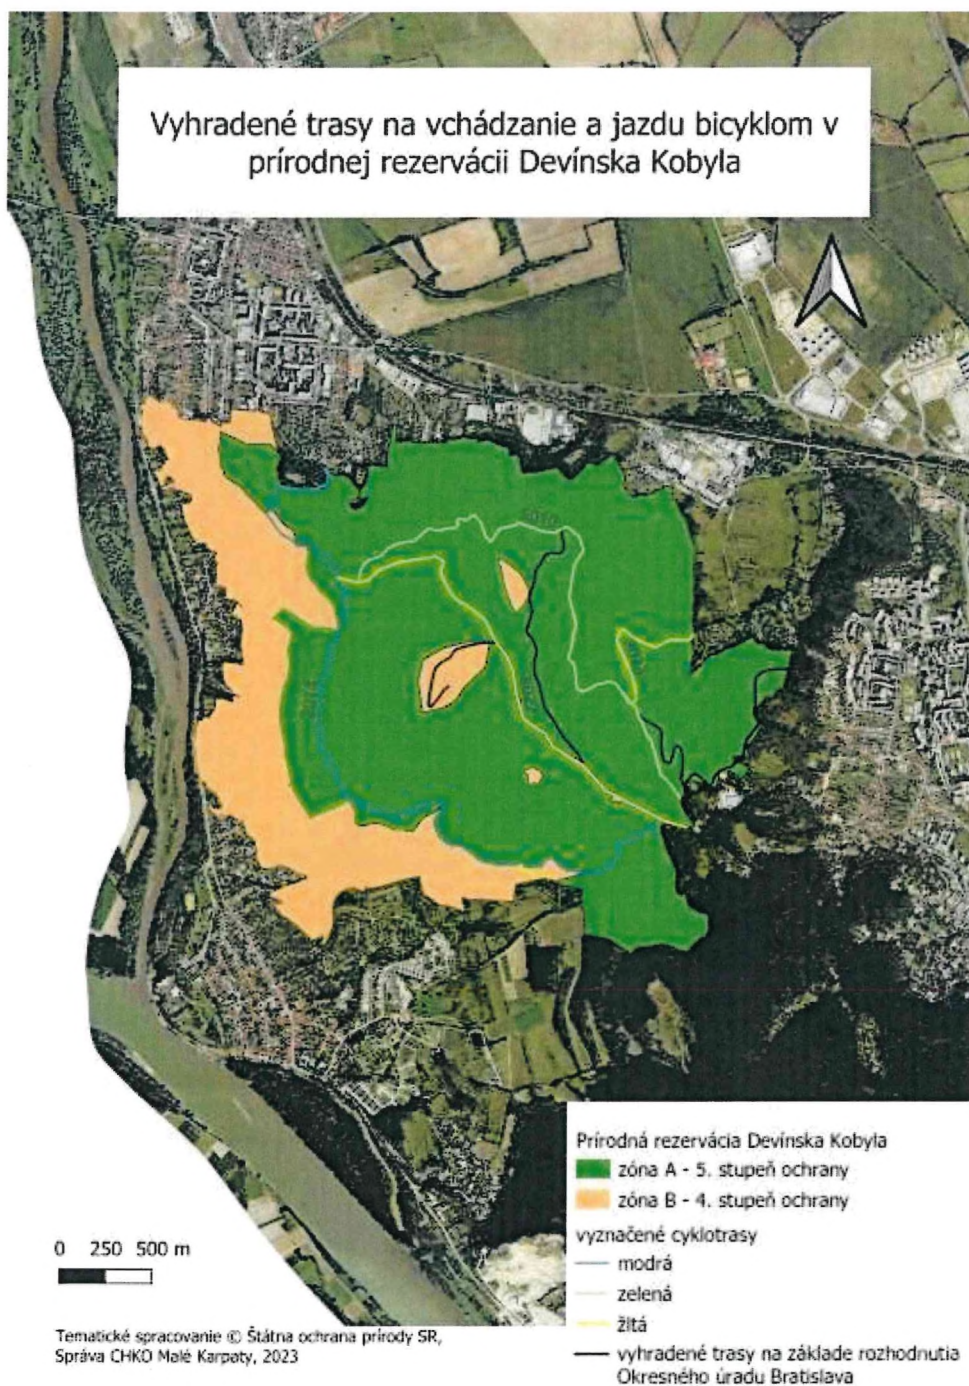 Vyhradené trasy na vchádzanie a jazdu bicyklom v
prírodnej rezervácii Devínska Kobyla
Prírodná rezervácia Devínska Kobyla
zóna A - 5. stupeň ochrany
zóna B - 4. stupeň ochrany
vyznačené cyklotrasy
modrá
zelená
žltá
vyhradené trasy na základe rozhodnutia
Okresného úradu Bratislava
0 250 500 m
Tematické spracovanie © Štátna ochrana prírody SR,
Správa CHKO Malé Karpaty, 2023